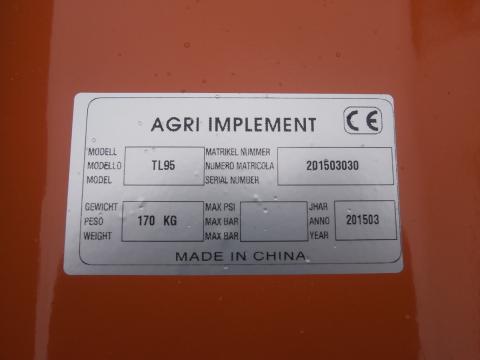 AGRI IMPLEMENT CE
MODELL MATRIKEL NUMMER
MODELLO TL95 NUMERO MATRICOLA 201503030
MODEL SERIAL NUMBER
GEWICHT MAX PSI JHAR
PESO 170 KG MAX BAR ANNO 201503
WEIGHT MAX BAR YEAR
MADE IN CHINA